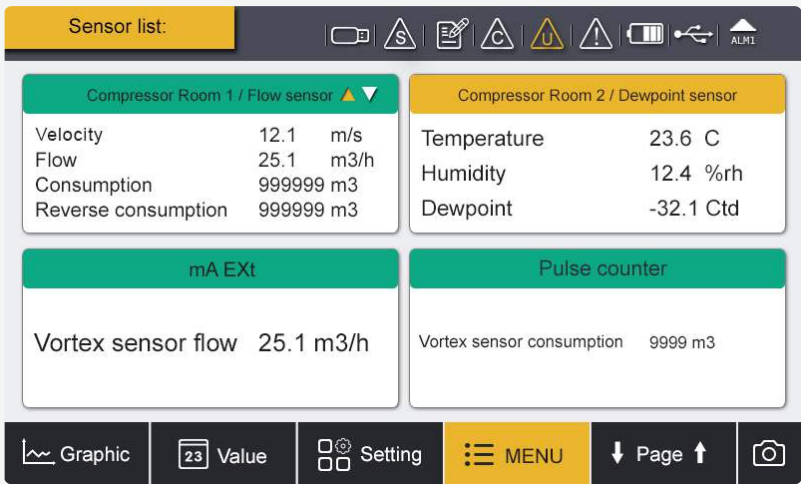 Sensor list:
S C U ! ALM1
Compressor Room 1 / Flow sensor
Velocity 12.1 m/s
Flow 25.1 m3/h
Consumption 999999 m3
Reverse consumption 999999 m3
Compressor Room 2 / Dewpoint sensor
Temperature 23.6 C
Humidity 12.4 %rh
Dewpoint -32.1 Ctd
mA EXt
Vortex sensor flow 25.1 m3/h
Pulse counter
Vortex sensor consumption 9999 m3
Graphic 23 Value Setting MENU Page